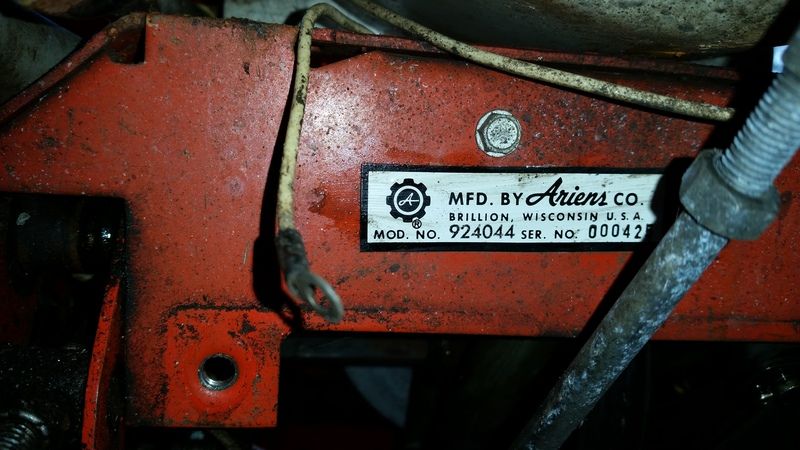 MFD. BY Ariens CO.
BRILLION, WISCONSIN U.S.A.
A
®
MOD. NO. 924044 SER. NO. 00042